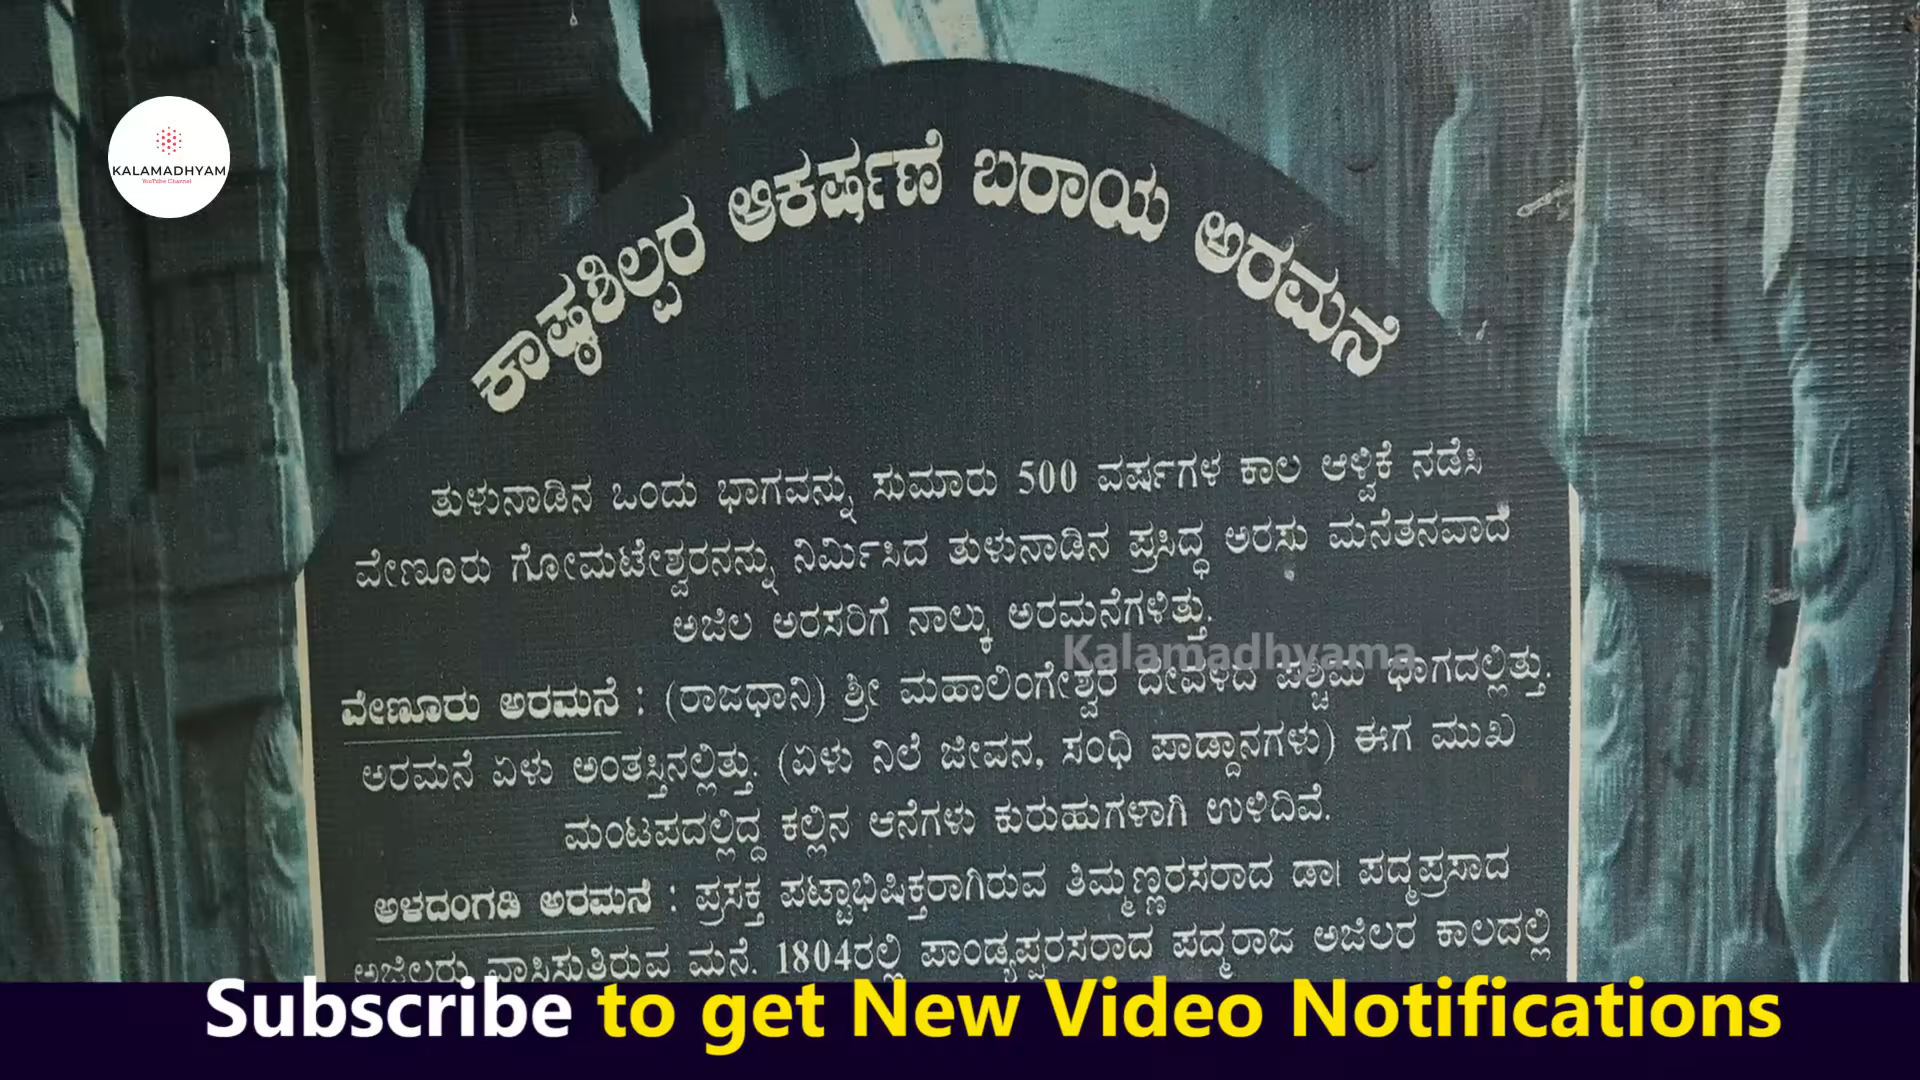 KALAMADHYAM
YouTube Channel
ಕಾಷ್ಠಶಿಲ್ಪರ ಆಕರ್ಷಣೆ ಬರಾಯ ಅರಮನೆ
ತುಳುನಾಡಿನ ಒಂದು ಭಾಗವನ್ನು ಸುಮಾರು 500 ವರ್ಷಗಳ ಕಾಲ ಆಳ್ವಿಕೆ ನಡೆಸಿ
ವೇಣೂರು ಗೋಮಟೇಶ್ವರನನ್ನು ನಿರ್ಮಿಸಿದ ತುಳುನಾಡಿನ ಪ್ರಸಿದ್ಧ ಅರಸು ಮನೆತನವಾದ
ಅಜಿಲ ಅರಸರಿಗೆ ನಾಲ್ಕು ಅರಮನೆಗಳಿತ್ತು.
Kalamadhyama
ವೇಣೂರು ಅರಮನೆ : (ರಾಜಧಾನಿ) ಶ್ರೀ ಮಹಾಲಿಂಗೇಶ್ವರ ದೇವಳದ ಪಶ್ಚಿಮ ಭಾಗದಲ್ಲಿತ್ತು.
ಅರಮನೆ ಏಳು ಅಂತಸ್ತಿನಲ್ಲಿತ್ತು. (ಏಳು ನಿಲೆ ಜೀವನ, ಸಂಧಿ ಪಾಡ್ದಾನಗಳು) ಈಗ ಮುಖ
ಮಂಟಪದಲ್ಲಿದ್ದ ಕಲ್ಲಿನ ಆನೆಗಳು ಕುರುಹುಗಳಾಗಿ ಉಳಿದಿವೆ.
ಅಳದಂಗಡಿ ಅರಮನೆ : ಪ್ರಸಕ್ತ ಪಟ್ಟಾಭಿಷಿಕ್ತರಾಗಿರುವ ತಿಮ್ಮಣ್ಣರಸರಾದ ಡಾ। ಪದ್ಮಪ್ರಸಾದ
ಅಜಿಲರು ವಾಸಿಸುತ್ತಿರುವ ಮನೆ. 1804ರಲ್ಲಿ ಪಾಂಡ್ಯಪ್ಪರಸರಾದ ಪದ್ಮರಾಜ ಅಜಿಲರ ಕಾಲದಲ್ಲಿ
Subscribe to get New Video Notifications